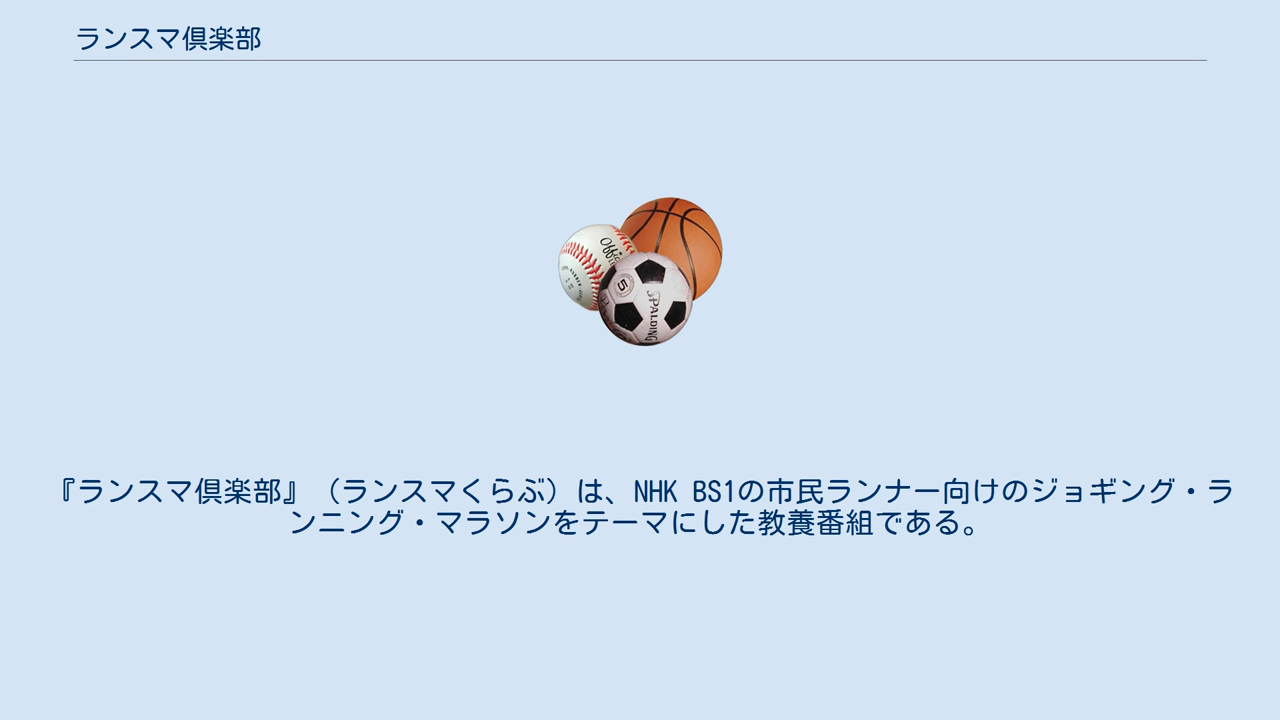 ランスマ倶楽部
Offic
5
SPALDING
『ランスマ倶楽部』（ランスマくらぶ）は、NHK BS1の市民ランナー向けのジョギング・ラ
ンニング・マラソンをテーマにした教養番組である。